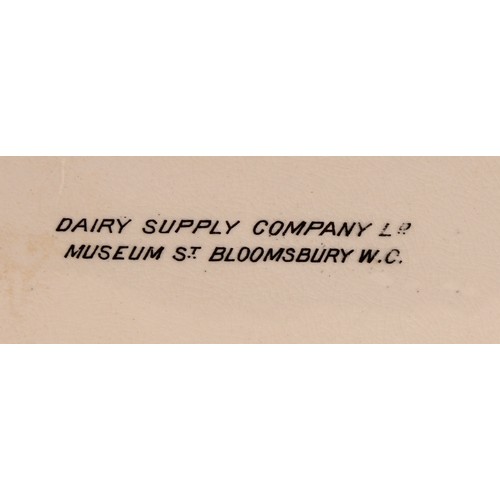 DAIRY SUPPLY COMPANY LD
MUSEUM ST. BLOOMSBURY W.C.